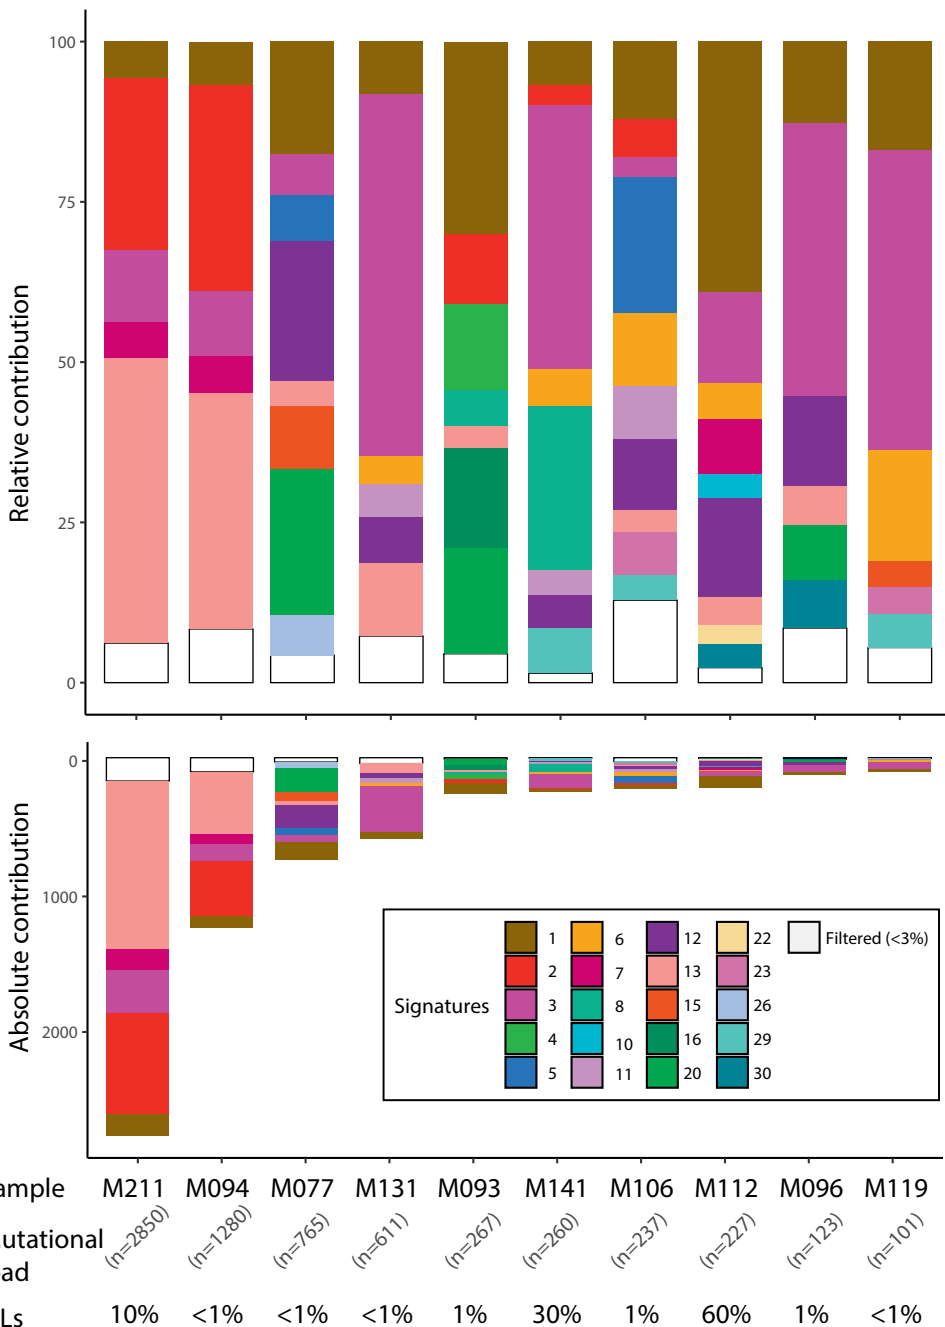 Relative contribution
100
75
50
25
0
Absolute contribution
0
1000
2000
Signatures
1 6 12 22 Filtered (<3%)
2 7 13 23
3 8 15 26
4 10 16 29
5 11 20 30
ample M211 M094 M077 M131 M093 M141 M106 M112 M096 M119
utational
ad
(n=2850) (n=1280) (n=765) (n=611) (n=267) (n=260) (n=237) (n=227) (n=123) (n=101)
Ls 10% <1% <1% <1% 1% 30% 1% 60% 1% <1%